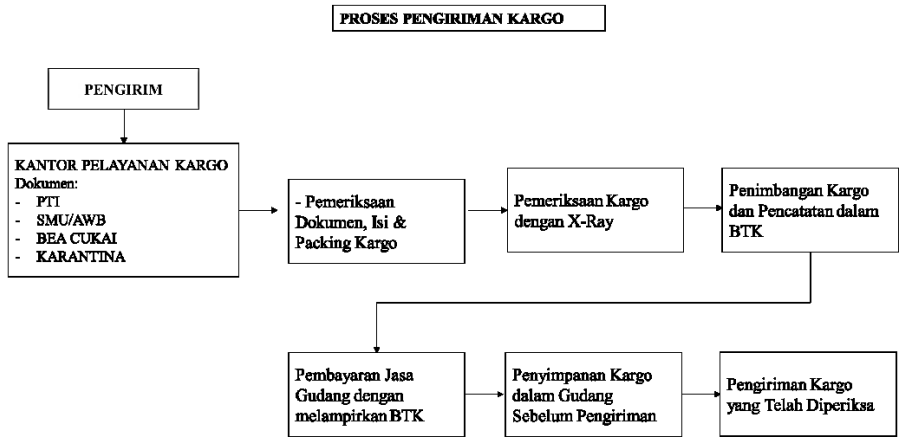 PROSES PENGIRIMAN KARGO
PENGIRIM
KANTOR PELAYANAN KARGO
Dokumen:
- PTI
- SMU/AWB
- BEA CUKAI
- KARANTINA
- Pemeriksaan
Dokumen, Isi &
Packing Kargo
Pemeriksaan Kargo
dengan X-Ray
Penimbangan Kargo
dan Pencatatan dalam
BTK
Pembayaran Jasa
Gudang dengan
melampirkan BTK
Penyimpanan Kargo
dalam Gudang
Sebelum Pengiriman
Pengiriman Kargo
yang Telah Diperiksa